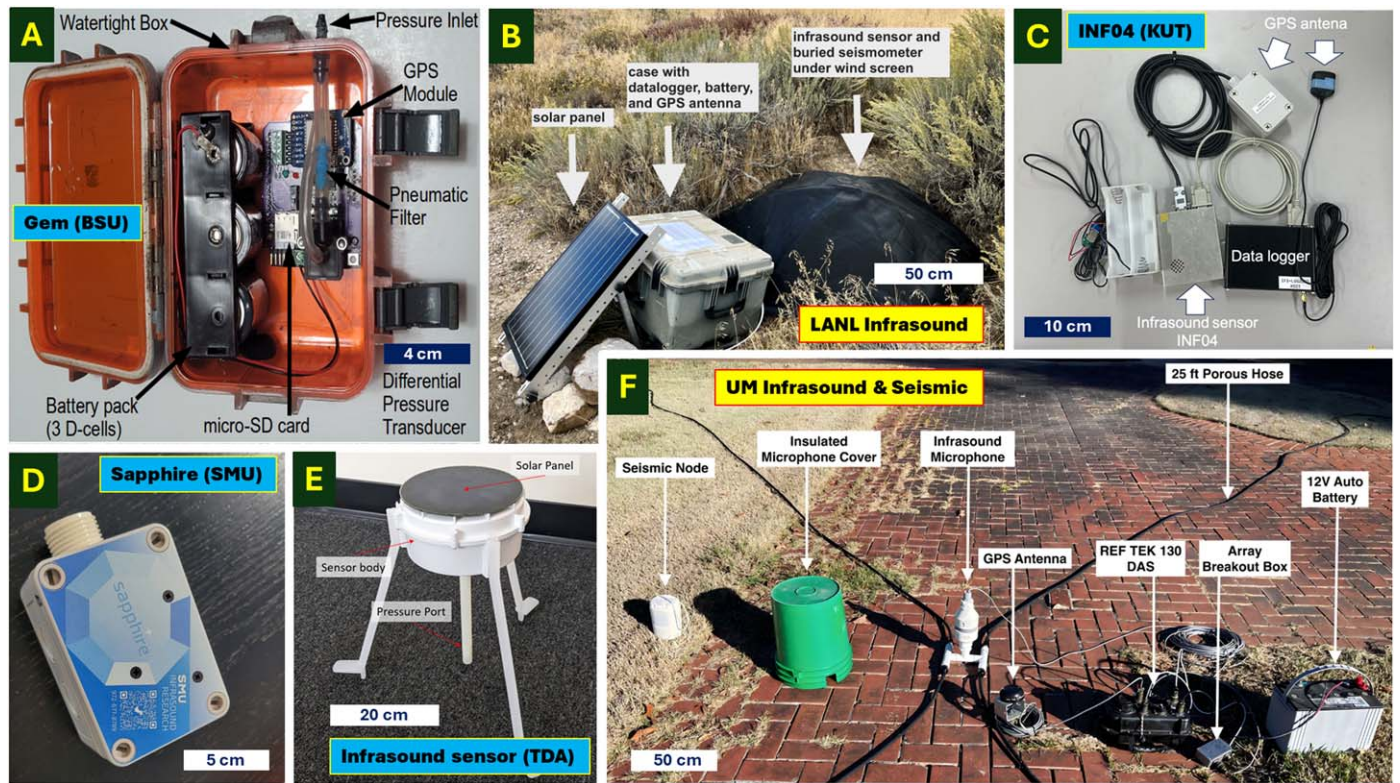 A
Watertight Box
Pressure Inlet
GPS
Module
Pneumatic
Filter
Gem (BSU)
4 cm
Battery pack
(3 D-cells)
micro-SD card
Differential
Pressure
Transducer
B
solar panel
case with
datalogger, battery,
and GPS antenna
infrasound sensor and
buried seismometer
under wind screen
50 cm
LANL Infrasound
C
INF04 (KUT)
GPS antena
Data logger
10 cm
Infrasound sensor
INF04
D
Sapphire (SMU)
sapphire
SMU
INFRASOUND
RESEARCH
5 cm
E
Solar Panel
Sensor body
Pressure Port
20 cm
Infrasound sensor (TDA)
F
UM Infrasound & Seismic
25 ft Porous Hose
Seismic Node
Insulated
Microphone Cover
Infrasound
Microphone
12V Auto
Battery
GPS Antenna
REF TEK 130
DAS
Array
Breakout Box
50 cm